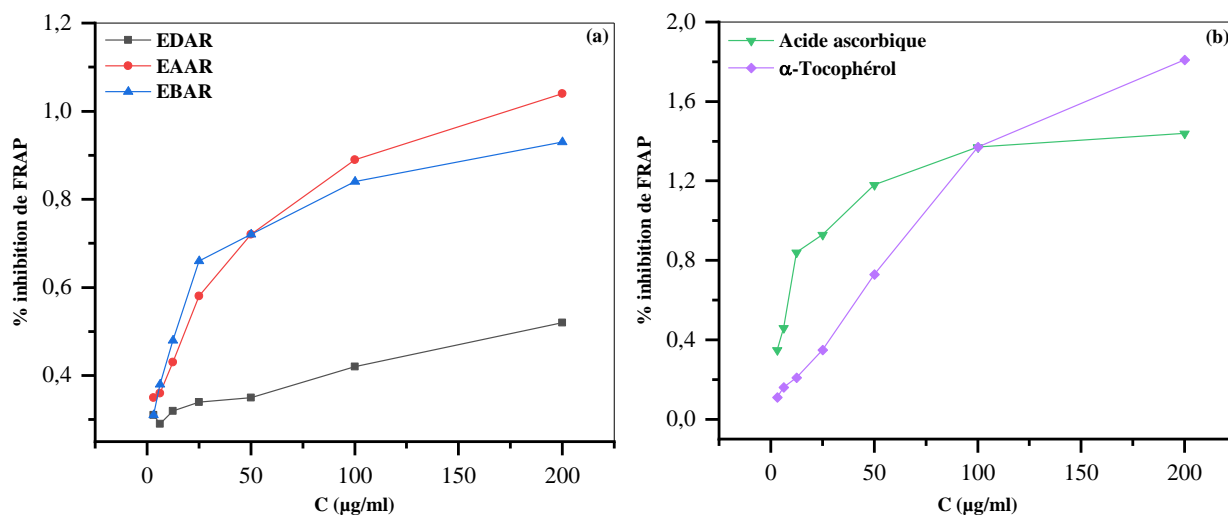 (a)
EDAR
EAAR
EBAR
1,2
1,0
0,8
0,6
0,4
% inhibition de FRAP
0 50 100 150 200
C (µg/ml)
(b)
Acide ascorbique
α-Tocophérol
2,0
1,6
1,2
0,8
0,4
0,0
% inhibition de FRAP
0 50 100 150 200
C (µg/ml)